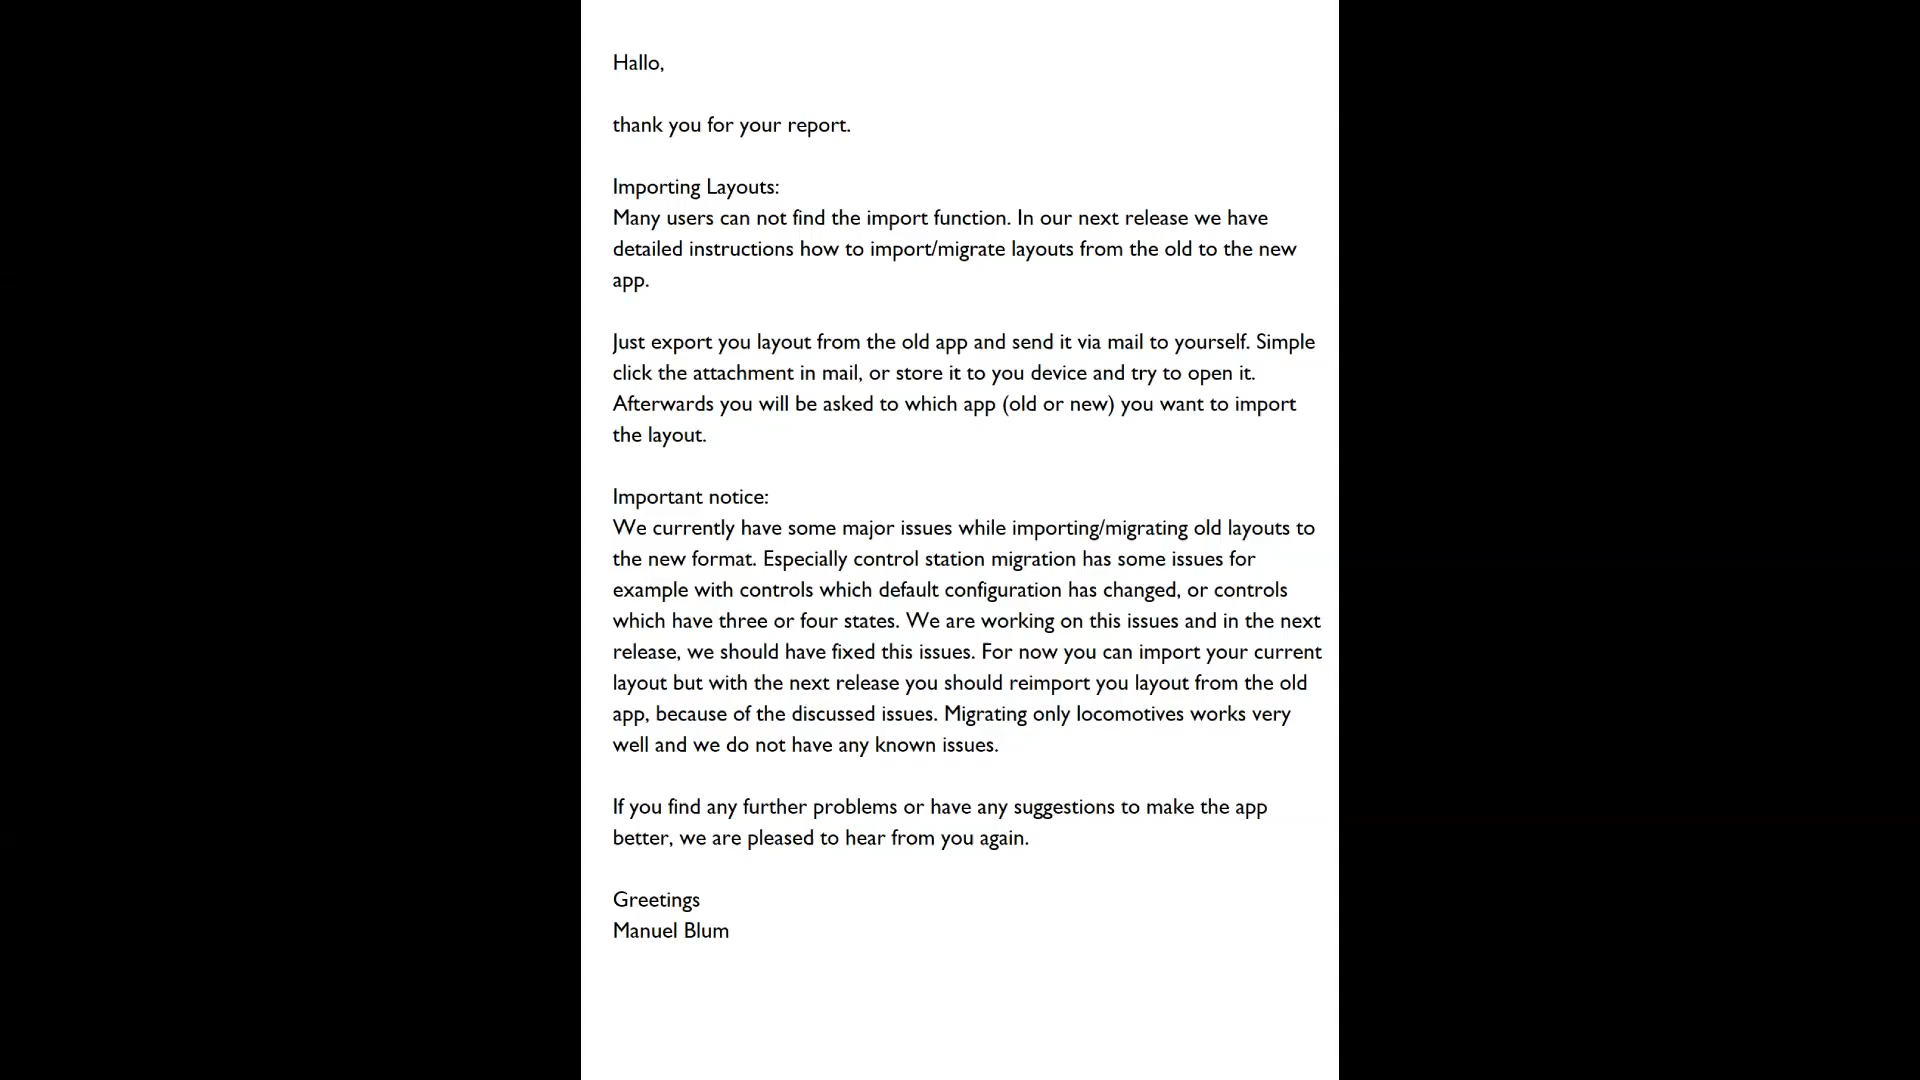 Hallo,
thank you for your report.
Importing Layouts:
Many users can not find the import function. In our next release we have
detailed instructions how to import/migrate layouts from the old to the new
app.
Just export you layout from the old app and send it via mail to yourself. Simple
click the attachment in mail, or store it to you device and try to open it.
Afterwards you will be asked to which app (old or new) you want to import
the layout.
Important notice:
We currently have some major issues while importing/migrating old layouts to
the new format. Especially control station migration has some issues for
example with controls which default configuration has changed, or controls
which have three or four states. We are working on this issues and in the next
release, we should have fixed this issues. For now you can import your current
layout but with the next release you should reimport you layout from the old
app, because of the discussed issues. Migrating only locomotives works very
well and we do not have any known issues.
If you find any further problems or have any suggestions to make the app
better, we are pleased to hear from you again.
Greetings
Manuel Blum